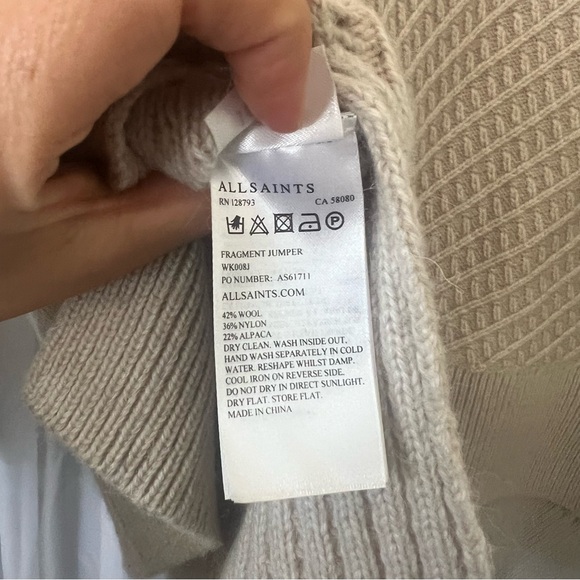 ALLSAINTS
RN 128793 CA 58080
P
FRAGMENT JUMPER
WK008J
PO NUMBER: AS61711
ALLSAINTS.COM
42% WOOL
36% NYLON
22% ALPACA
DRY CLEAN. WASH INSIDE OUT.
HAND WASH SEPARATELY IN COLD
WATER. RESHAPE WHILST DAMP.
COOL IRON ON REVERSE SIDE.
DO NOT DRY IN DIRECT SUNLIGHT.
DRY FLAT. STORE FLAT.
MADE IN CHINA